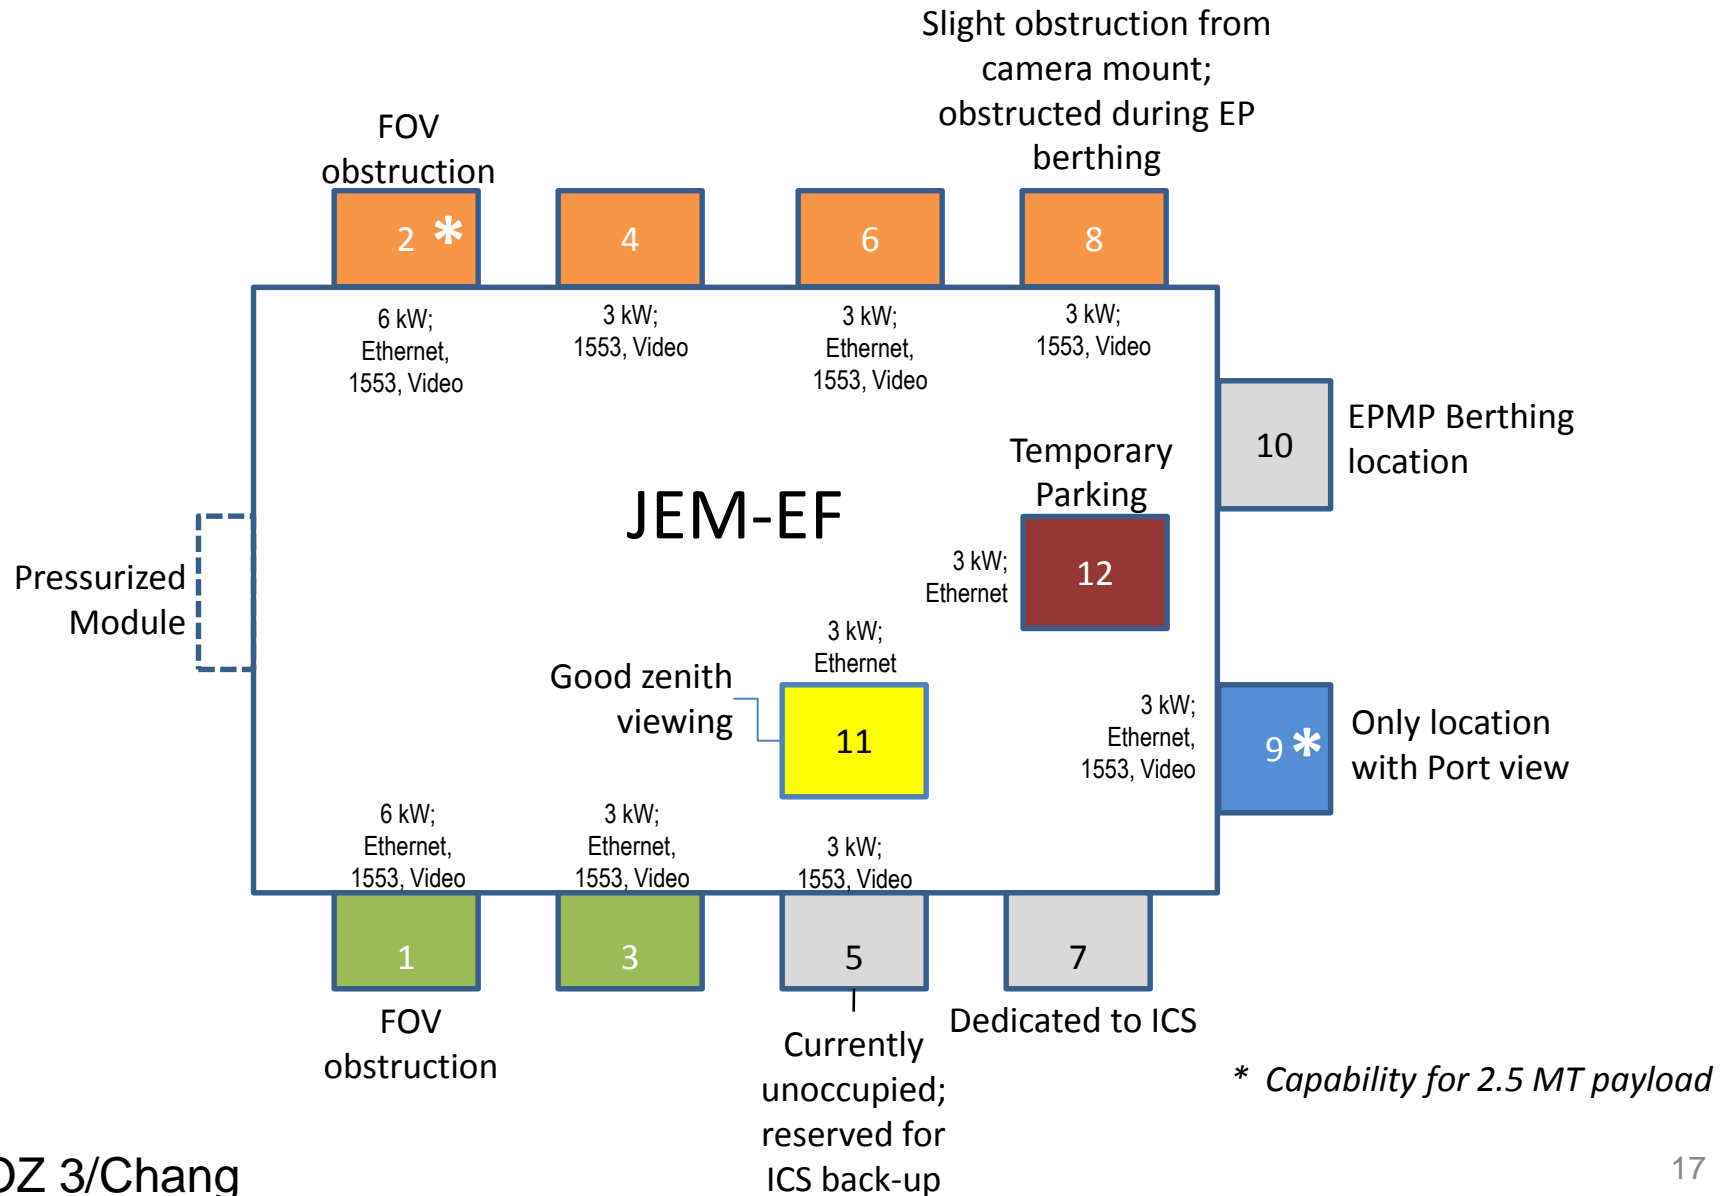 Slight obstruction from
camera mount;
obstructed during EP
berthing
FOV
obstruction
2 *
4
6
8
6 kW;
Ethernet,
1553, Video
3 kW;
1553, Video
3 kW;
Ethernet,
1553, Video
3 kW;
1553, Video
10
EPMP Berthing
location
Temporary
Parking
JEM-EF
3 kW;
Ethernet
12
Pressurized
Module
3 kW;
Ethernet
Good zenith
viewing
11
3 kW;
Ethernet,
1553, Video
9 *
Only location
with Port view
6 kW;
Ethernet,
1553, Video
3 kW;
Ethernet,
1553, Video
3 kW;
1553, Video
1
3
5
7
FOV
obstruction
Currently
unoccupied;
reserved for
ICS back-up
Dedicated to ICS
* Capability for 2.5 MT payload
OZ 3/Chang
17